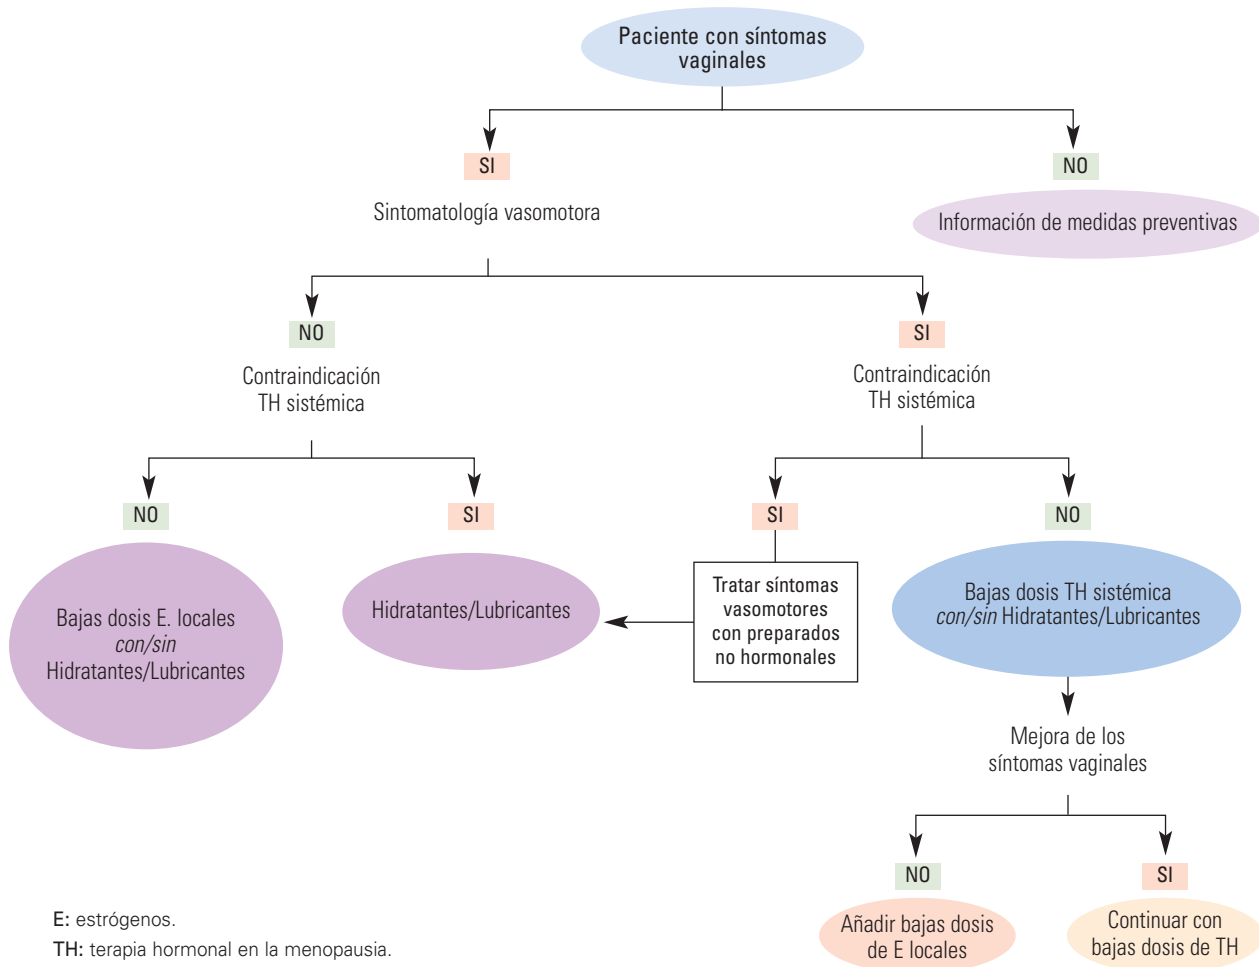 Paciente con síntomas
vaginales
SI
NO
Sintomatología vasomotora
Información de medidas preventivas
NO
SI
Contraindicación
TH sistémica
Contraindicación
TH sistémica
NO
SI
SI
NO
Bajas dosis E. locales
con/sin
Hidratantes/Lubricantes
Hidratantes/Lubricantes
Tratar síntomas
vasomotores
con preparados
no hormonales
Bajas dosis TH sistémica
con/sin Hidratantes/Lubricantes
Mejora de los
síntomas vaginales
NO
SI
Añadir bajas dosis
de E locales
Continuar con
bajas dosis de TH
E: estrógenos.
TH: terapia hormonal en la menopausia.